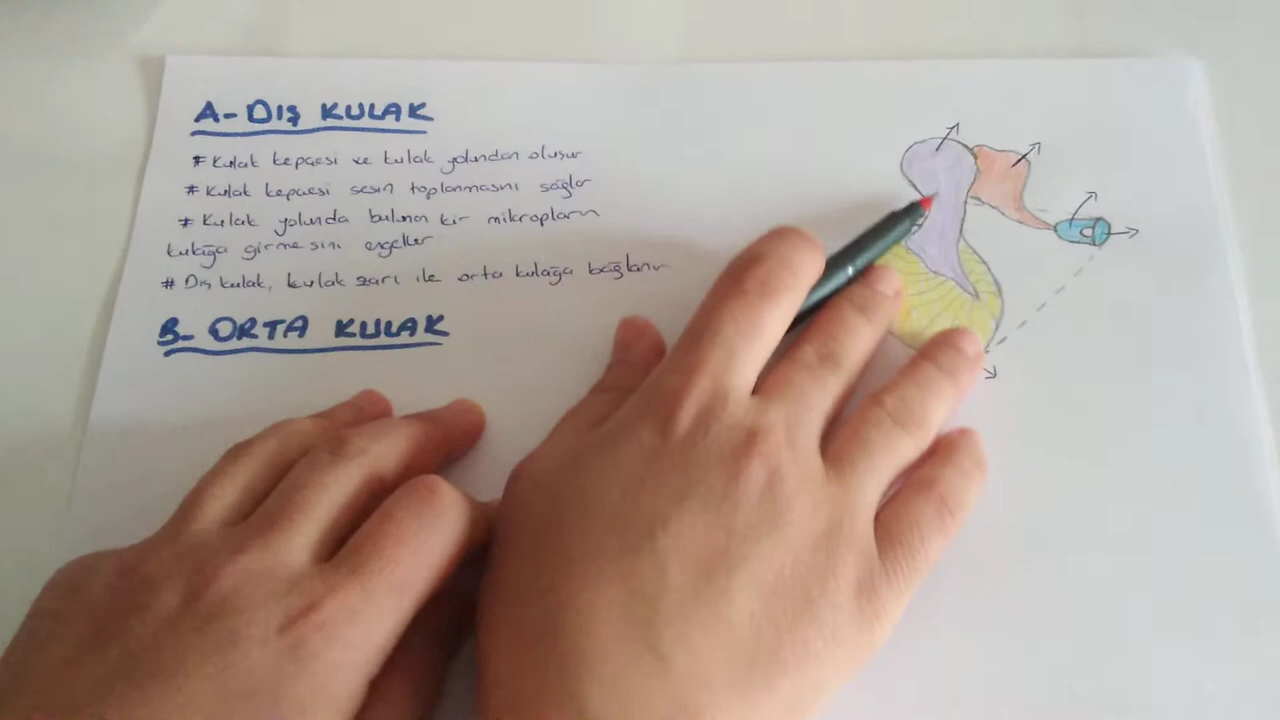 A- DIŞ KULAK
# Kulak kepçesi ve kulak yolundan oluşur
# Kulak kepçesi sesin toplanmasını sağlar
# Kulak yolunda bulunan kir mikropların
kulağa girmesini engeller
# Dış kulak, kulak zarı ile orta kulağa bağlanır
B- ORTA KULAK